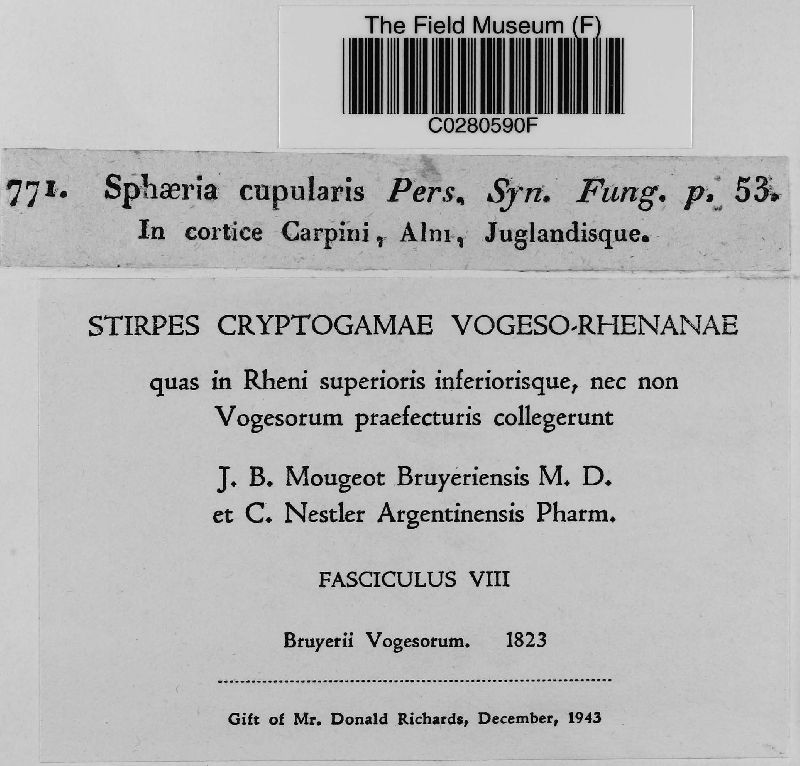 The Field Museum (F)
C0280590F
771. Sphæria cupularis Pers. Syn. Fung. p. 53.
In cortice Carpini, Alni, Juglandisque.
STIRPES CRYPTOGAMAE VOGESO-RHENANAE
quas in Rheni superioris inferiorisque, nec non
Vogesorum praefecturis collegerunt
J. B. Mougeot Bruyeriensis M. D.
et C. Nestler Argentinensis Pharm.
FASCICULUS VIII
Bruyerii Vogesorum. 1823
Gift of Mr. Donald Richards, December, 1943